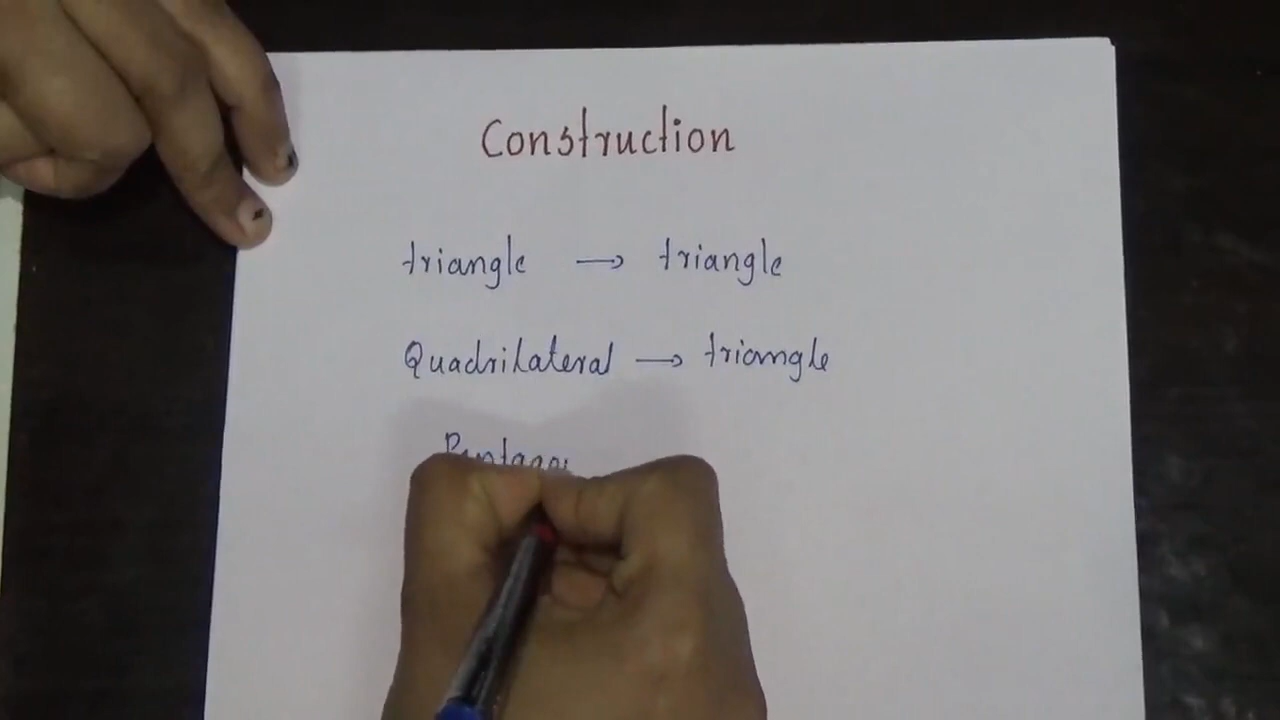 Construction
triangle → triangle
Quadrilateral → triangle